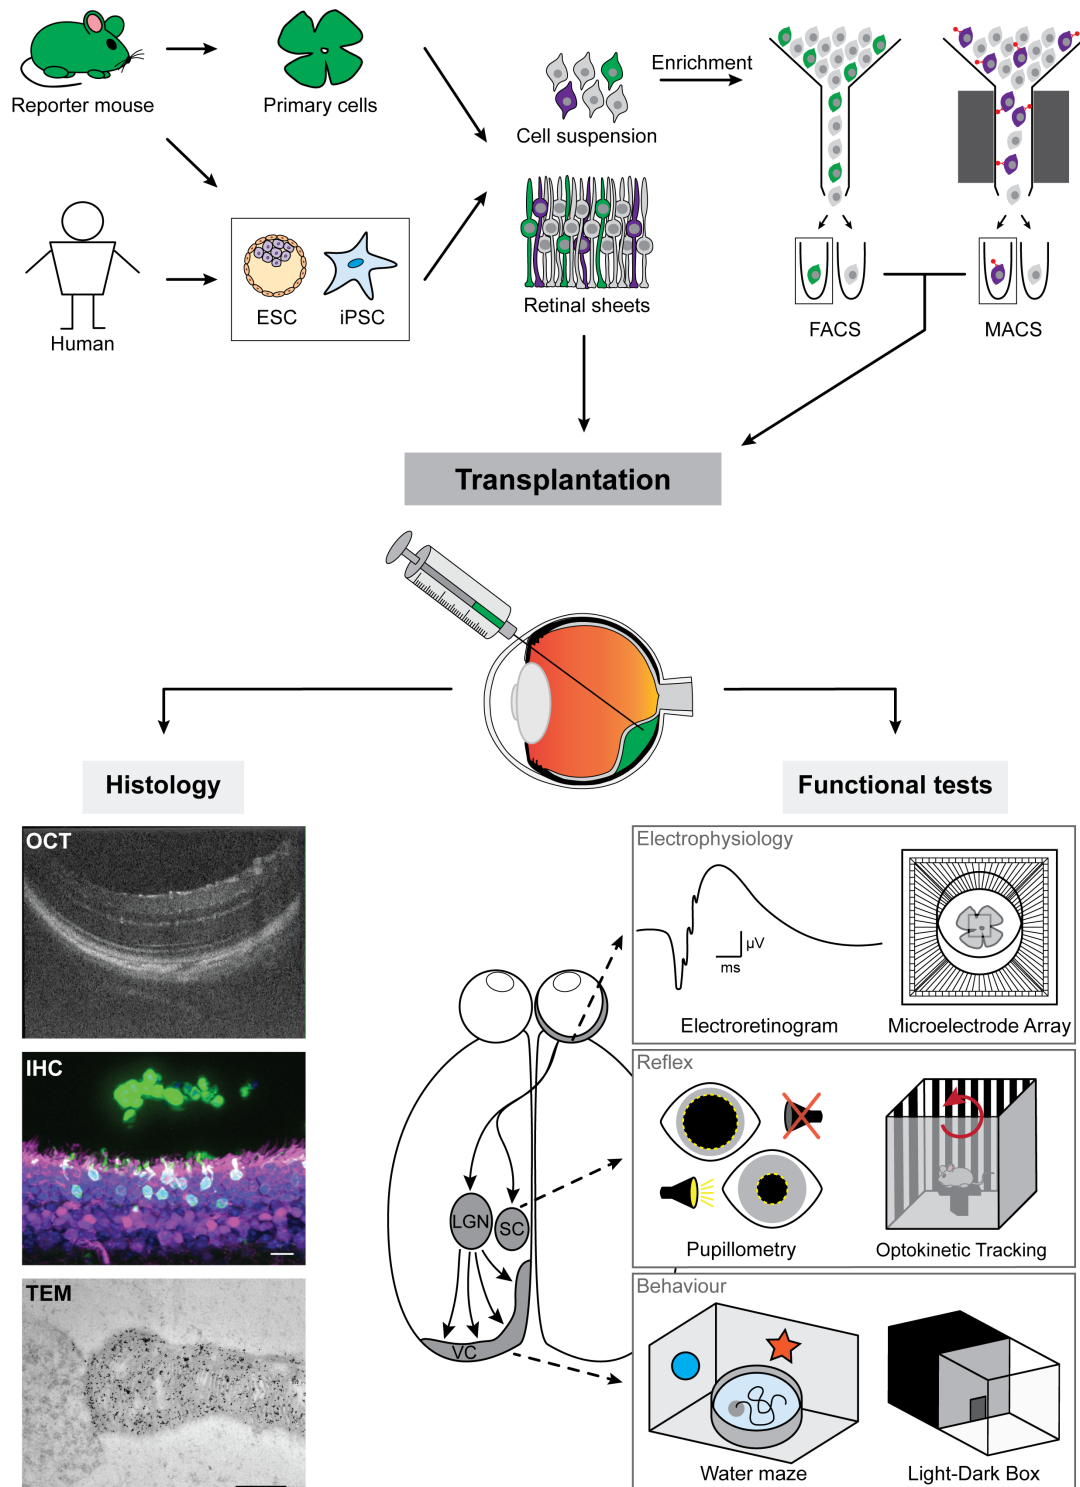 Reporter mouse
Primary cells
Cell suspension
Enrichment
Human
ESC
iPSC
Retinal sheets
FACS
MACS
Transplantation
Histology
Functional tests
OCT
IHC
TEM
LGN
SC
VC
Electrophysiology
µV
ms
Electroretinogram
Microelectrode Array
Reflex
Pupillometry
Optokinetic Tracking
Behaviour
Water maze
Light-Dark Box